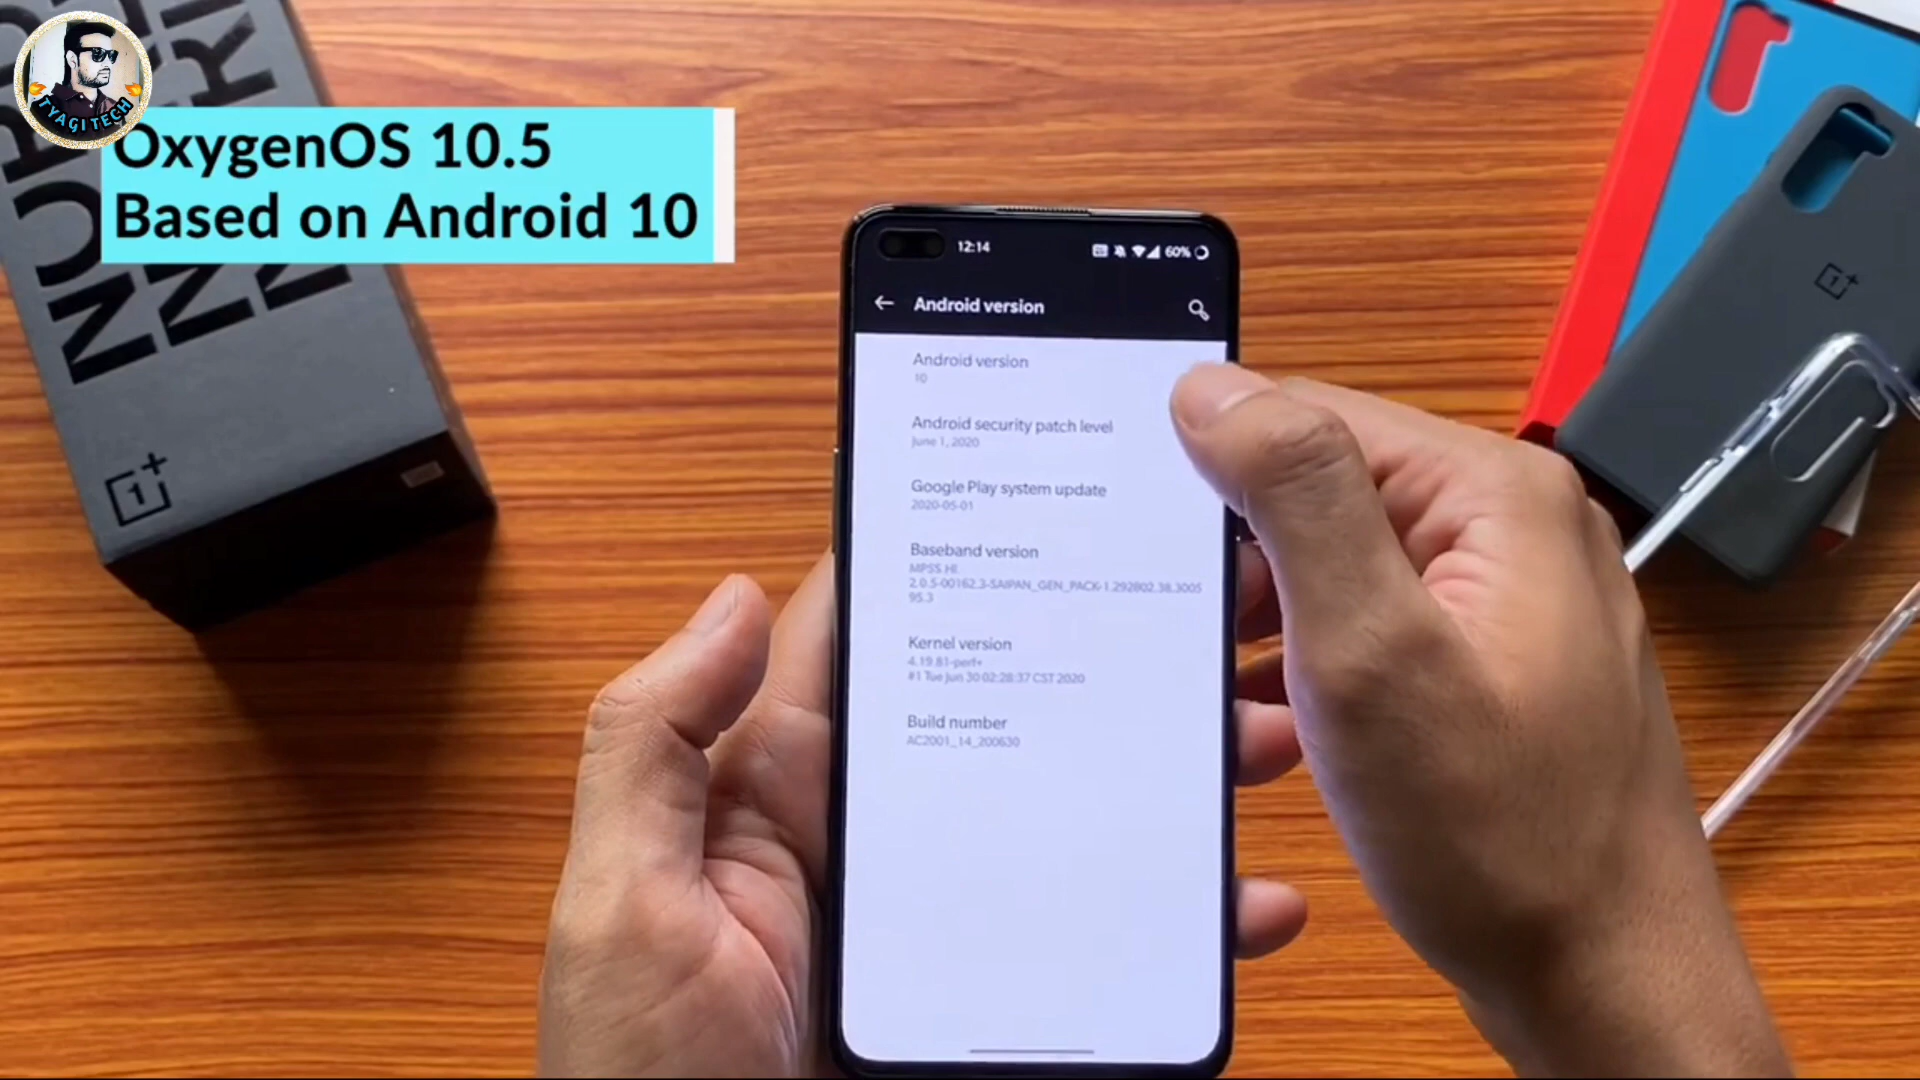 TYAGI TECH
OxygenOS 10.5
Based on Android 10
NORD
12:14
60%
Android version
Android version
10
Android security patch level
June 1, 2020
Google Play system update
2020-05-01
Baseband version
MPSS.HI.
2.0.5-00162.3-SAIPAN_GEN_PACK-1.292802.38.3005
95.3
Kernel version
4.19.81-perf+
#1 Tue Jun 30 02:28:37 CST 2020
Build number
AC2001_14_200630
1+
1+